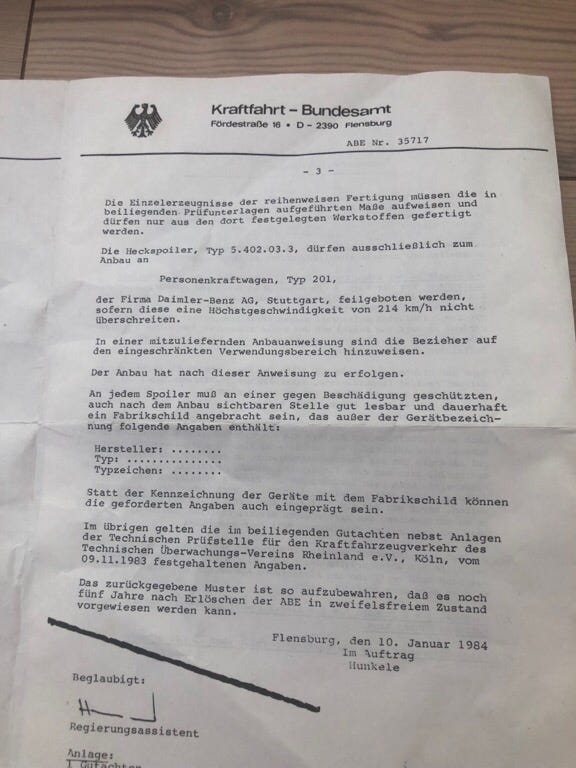 Kraftfahrt - Bundesamt
Fördestraße 16 • D - 2390 Flensburg
ABE Nr. 35717
- 3 -
Die Einzelerzeugnisse der reihenweisen Fertigung müssen die in
beiliegenden Prüfunterlagen aufgeführten Maße aufweisen und
dürfen nur aus den dort festgelegten Werkstoffen gefertigt
werden.
Die Heckspoiler, Typ 5.402.03.3, dürfen ausschließlich zum
Anbau an
Personenkraftwagen, Typ 201,
der Firma Daimler-Benz AG, Stuttgart, feilgeboten werden,
sofern diese eine Höchstgeschwindigkeit von 214 km/h nicht
überschreiten.
In einer mitzuliefernden Anbauanweisung sind die Bezieher auf
den eingeschränkten Verwendungsbereich hinzuweisen.
Der Anbau hat nach dieser Anweisung zu erfolgen.
An jedem Spoiler muß an einer gegen Beschädigung geschützten,
auch nach dem Anbau sichtbaren Stelle gut lesbar und dauerhaft
ein Fabrikschild angebracht sein, das außer der Gerätbezeich-
nung folgende Angaben enthält:
Hersteller: ........
Typ: ...............
Typzeichen: ........
Statt der Kennzeichnung der Geräte mit dem Fabrikschild können
die geforderten Angaben auch eingeprägt sein.
Im übrigen gelten die im beiliegenden Gutachten nebst Anlagen
der Technischen Prüfstelle für den Kraftfahrzeugverkehr des
Technischen Überwachungs-Vereins Rheinland e.V., Köln, vom
09.11.1983 festgehaltenen Angaben.
Das zurückgegebene Muster ist so aufzubewahren, daß es noch
fünf Jahre nach Erlöschen der ABE in zweifelsfreiem Zustand
vorgewiesen werden kann.
Flensburg, den 10. Januar 1984
Im Auftrag
Hunkele
Beglaubigt:
Regierungsassistent
Anlage:
1 Gutachten